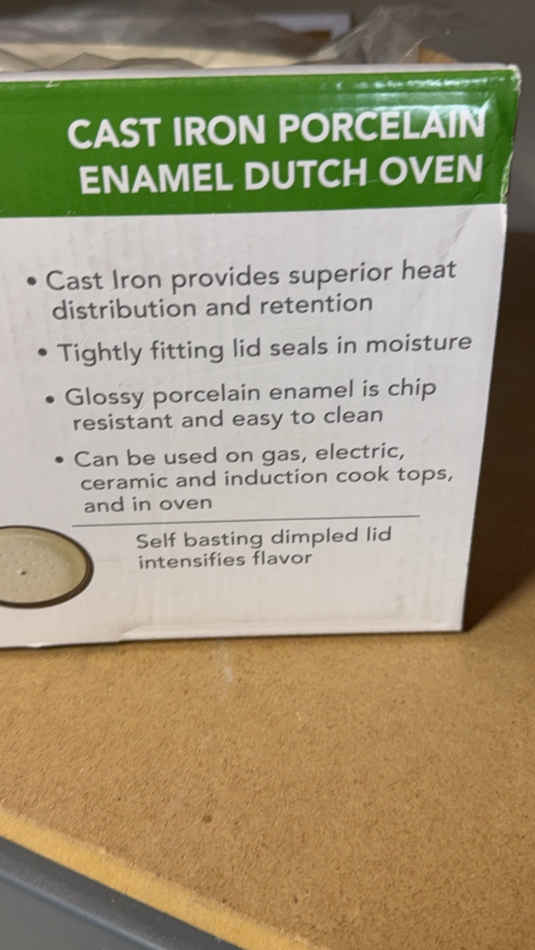 CAST IRON PORCELAIN
ENAMEL DUTCH OVEN
• Cast Iron provides superior heat
distribution and retention
• Tightly fitting lid seals in moisture
• Glossy porcelain enamel is chip
resistant and easy to clean
• Can be used on gas, electric,
ceramic and induction cook tops,
and in oven
Self basting dimpled lid
intensifies flavor